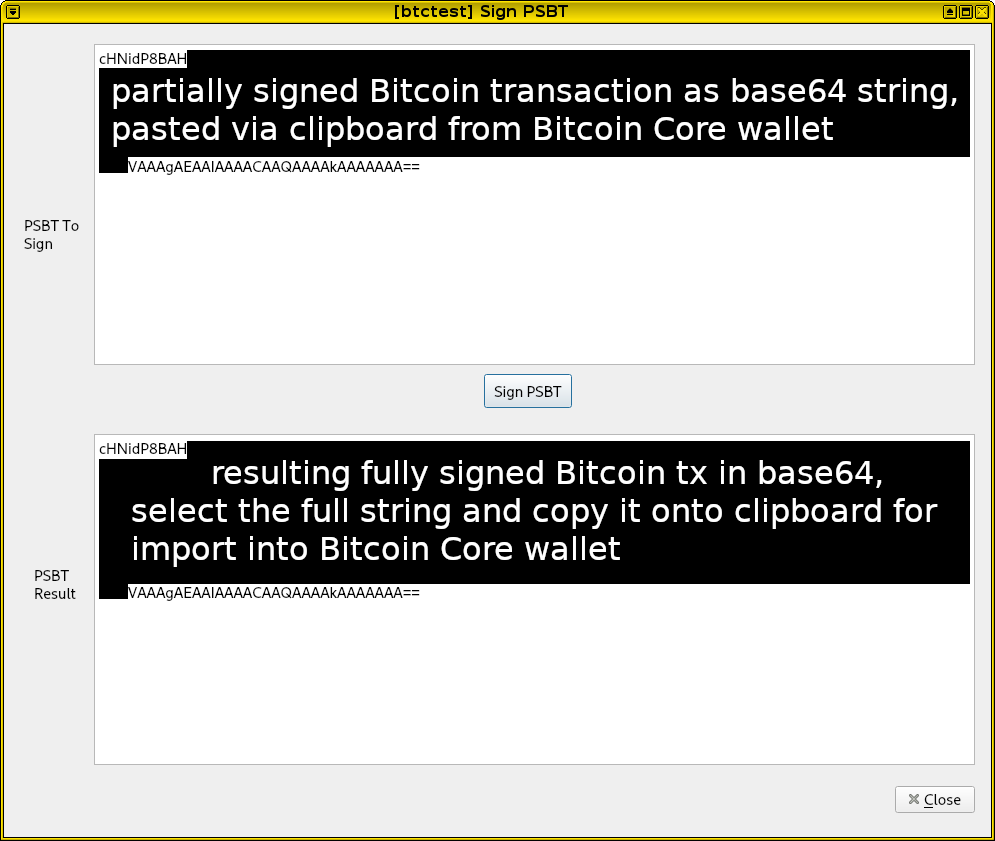 [btctest] Sign PSBT
cHNidP8BAH
partially signed Bitcoin transaction as base64 string,
pasted via clipboard from Bitcoin Core wallet
VAAAgAEAAIAAAACAAQAAAAkAAAAAAA==
PSBT To
Sign
Sign PSBT
cHNidP8BAH
resulting fully signed Bitcoin tx in base64,
select the full string and copy it onto clipboard for
import into Bitcoin Core wallet
VAAAgAEAAIAAAACAAQAAAAkAAAAAAA==
PSBT
Result
Close